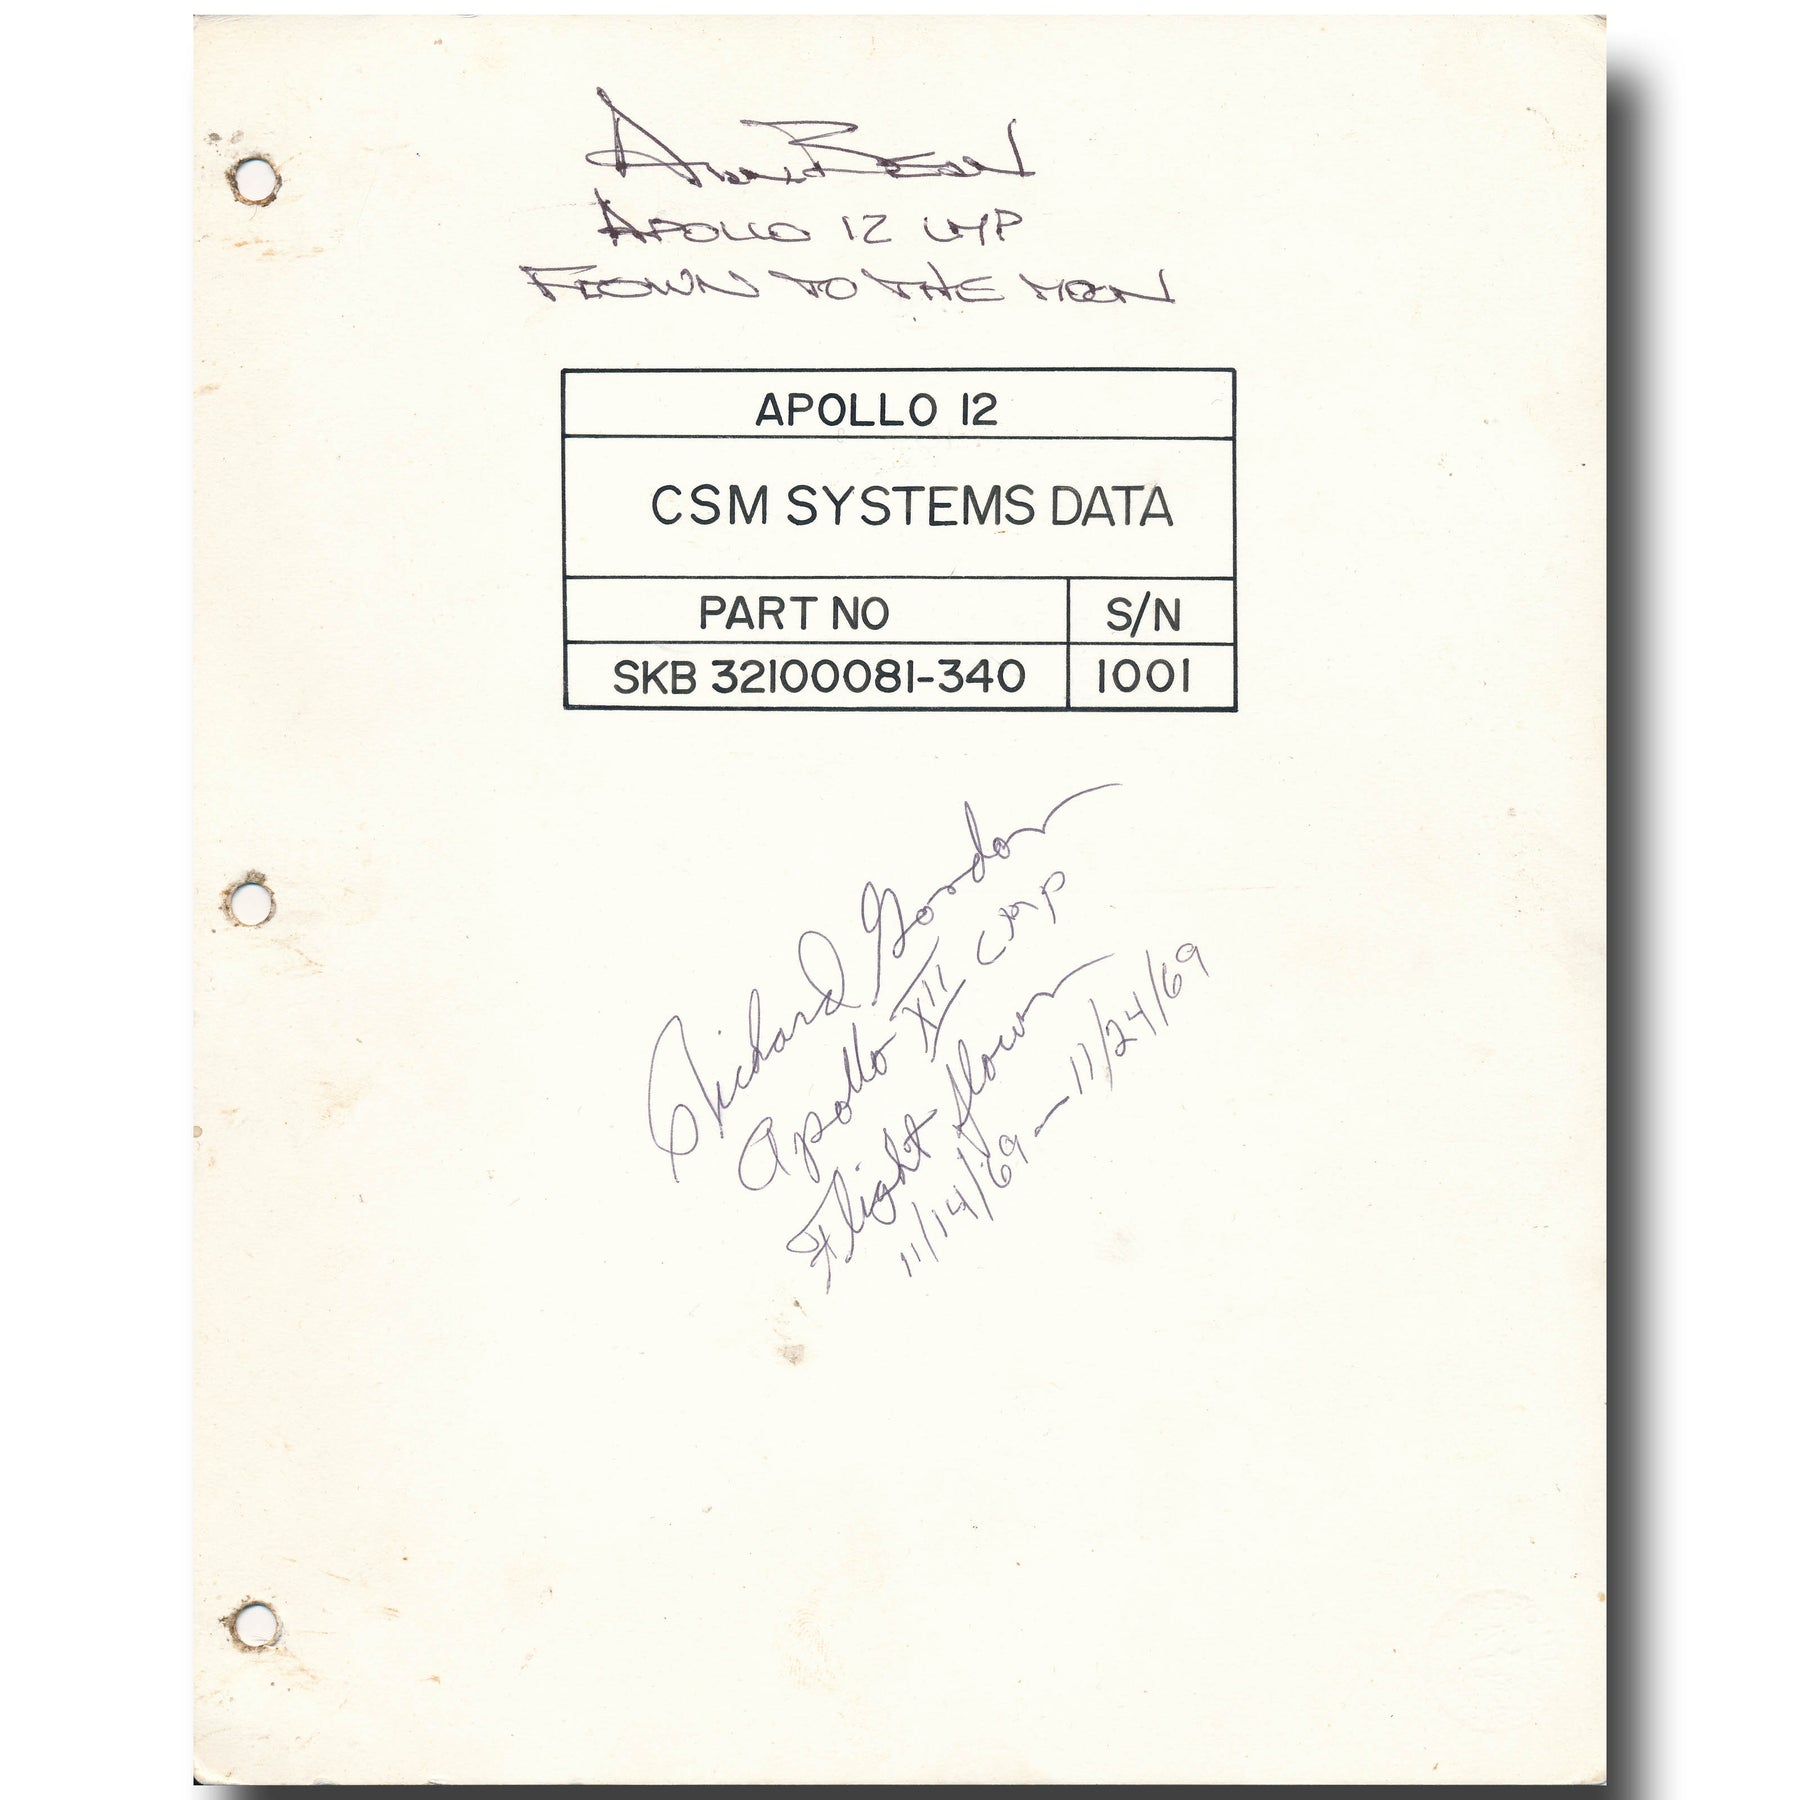 Alan Bean
APOLLO 12 LMP
FLOWN TO THE MOON
APOLLO 12
CSM SYSTEMS DATA
PART NO S/N
SKB 32100081-340 1001
Richard Gordon
Apollo XII CMP
Flight flown
11/14/69–11/24/69